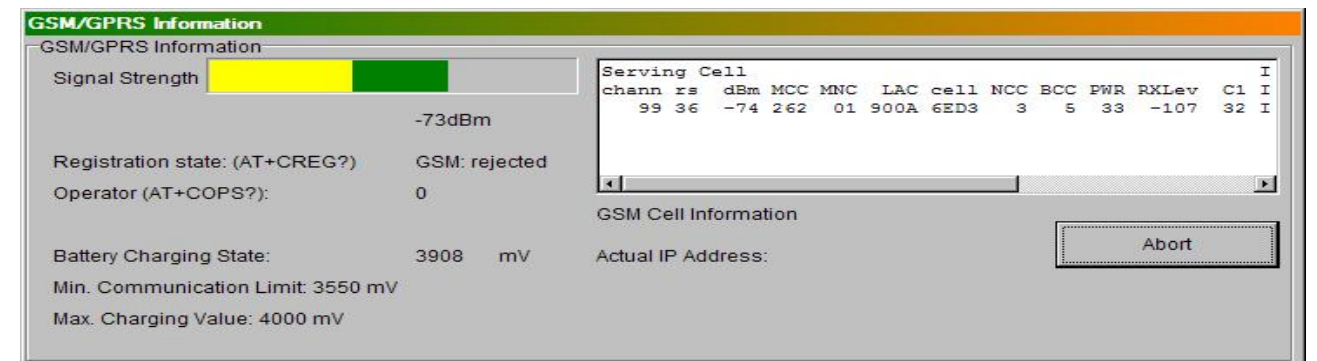 GSM/GPRS Information
GSM/GPRS Information
Signal Strength
-73dBm
Registration state: (AT+CREG?) GSM: rejected
Operator (AT+COPS?): 0
Battery Charging State: 3908 mV
Min. Communication Limit: 3550 mV
Max. Charging Value: 4000 mV
Serving Cell I
chann rs dBm MCC MNC LAC cell NCC BCC PWR RXLev C1 I
99 36 -74 262 01 900A 6ED3 3 5 33 -107 32 I
GSM Cell Information
Actual IP Address:
Abort